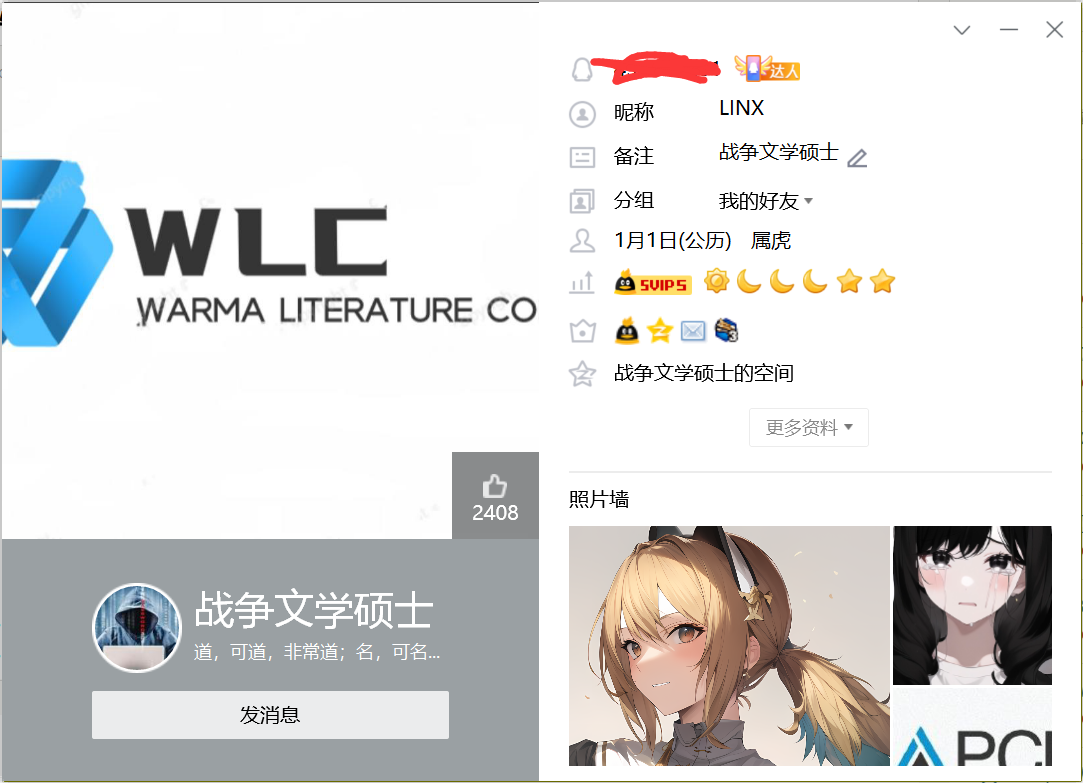 WLC
WARMA LITERATURE CO
2408
战争文学硕士
道，可道，非常道；名，可名...
发消息
达人
昵称 LINX
备注 战争文学硕士
分组 我的好友
1月1日(公历) 属虎
SVIP5
3
战争文学硕士的空间
更多资料
照片墙
PCL